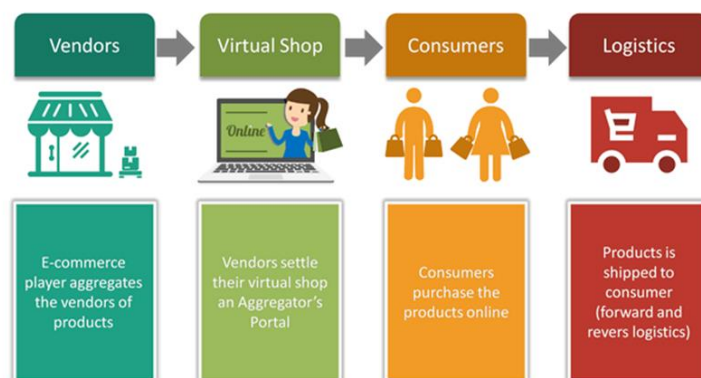 Vendors
Virtual Shop
Consumers
Logistics
Online
E-commerce
player aggregates
the vendors of
products
Vendors settle
their virtual shop
an Aggregator's
Portal
Consumers
purchase the
products online
Products is
shipped to
consumer
(forward and
revers logistics)